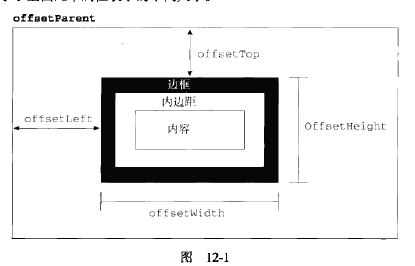 offsetParent
offsetTop
边框
内边距
offsetLeft
内容
OffsetHeight
offsetWidth
图 12-1